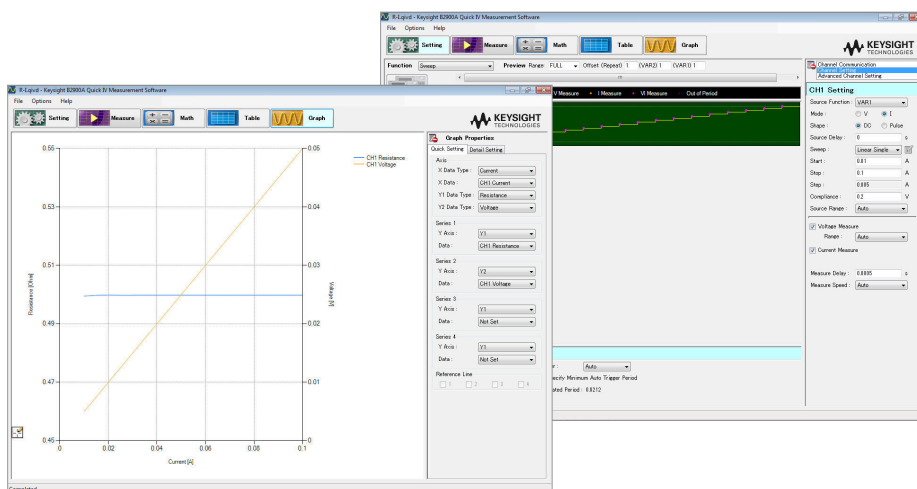 R-I.qivd - Keysight B2900A Quick IV Measurement Software
File Options Help
Setting Measure Math Table Graph
KEYSIGHT
TECHNOLOGIES
Function Sweep Preview Range FULL Offset (Repeat) 1 (VAR2) 1 (VAR1) 1
V Measure I Measure VI Measure Out of Period
Channel Communication
Channel Setting
Advanced Channel Setting
CH1 Setting
Source Function : VAR1
Mode : V I
Shape : DC Pulse
Source Delay : 0 s
Sweep : Linear Single
Start : 0.01 A
Stop : 0.1 A
Step : 0.005 A
Compliance : 0.2 V
Source Range : Auto
Voltage Measure
Range : Auto
Current Measure
Measure Delay : 0.0005 s
Measure Speed : Auto
Auto
ecify Minimum Auto Trigger Period
ated Period : 0.0212
R-I.qivd - Keysight B2900A Quick IV Measurement Software
File Options Help
Setting Measure Math Table Graph
KEYSIGHT
TECHNOLOGIES
CH1 Resistance
CH1 Voltage
Resistance [Ohm]
0.55
0.53
0.51
0.49
0.47
0.45
0.05
0.04
0.03
0.02
0.01
0
Voltage [V]
0 0.02 0.04 0.06 0.08 0.1
Current [A]
Graph Properties
Quick Setting Detail Setting
Axis
X Data Type : Current
X Data : CH1 Current
Y1 Data Type : Resistance
Y2 Data Type : Voltage
Series 1
Y Axis : Y1
Data : CH1 Resistance
Series 2
Y Axis : Y2
Data : CH1 Voltage
Series 3
Y Axis : Y1
Data : Not Set
Series 4
Y Axis : Y1
Data : Not Set
Reference Line
1 2 3 4
Completed